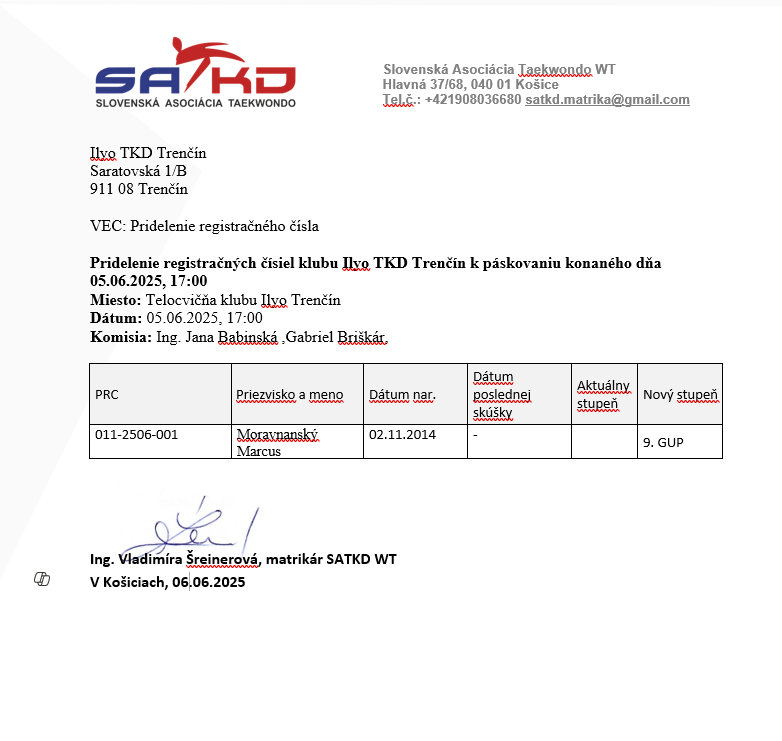 SATKD
SLOVENSKÁ ASOCIÁCIA TAEKWONDO
Slovenská Asociácia Taekwondo WT
Hlavná 37/68, 040 01 Košice
Tel.č.: +421908036680 satkd.matrika@gmail.com
Ilyo TKD Trenčín
Saratovská 1/B
911 08 Trenčín
VEC: Pridelenie registračného čísla
Pridelenie registračných čísiel klubu Ilyo TKD Trenčín k páskovaniu konaného dňa
05.06.2025, 17:00
Miesto: Telocvičňa klubu Ilyo Trenčín
Dátum: 05.06.2025, 17:00
Komisia: Ing. Jana Babinská ,Gabriel Briškár,
PRC Priezvisko a meno Dátum nar. Dátum poslednej skúšky Aktuálny stupeň Nový stupeň
011-2506-001 Moravnanský Marcus 02.11.2014 - 9. GUP
Ing. Vladimíra Šreinerová, matrikár SATKD WT
V Košiciach, 06.06.2025